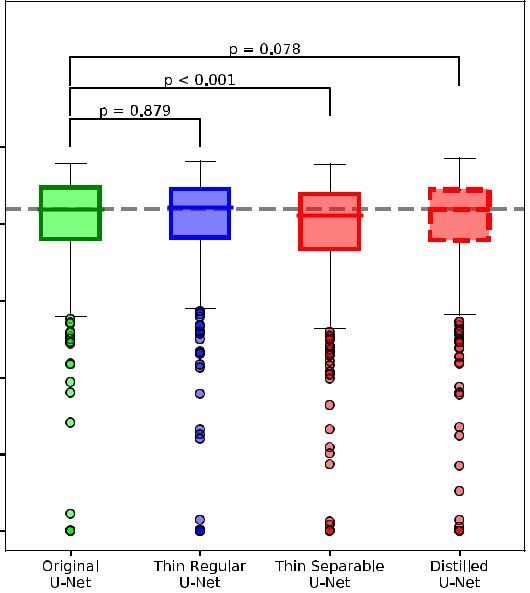 p = 0.078
p < 0.001
p = 0.879
Original
U-Net
Thin Regular
U-Net
Thin Separable
U-Net
Distilled
U-Net